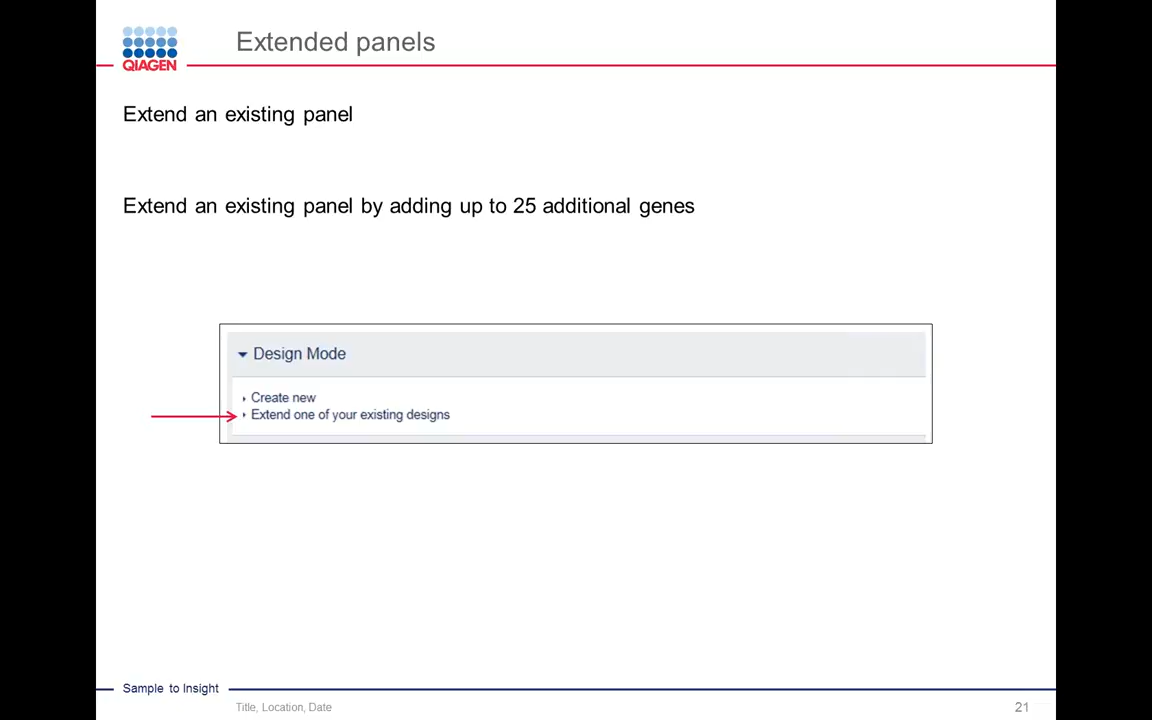 QIAGEN
Extended panels
Extend an existing panel
Extend an existing panel by adding up to 25 additional genes
Design Mode
Create new
Extend one of your existing designs
Sample to Insight
Title, Location, Date
21